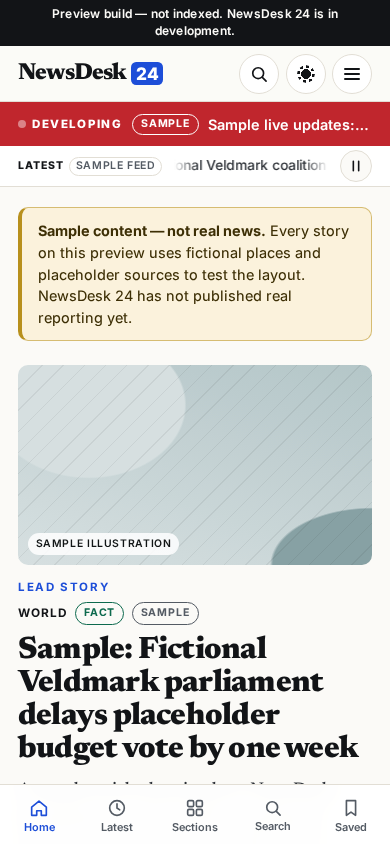 Preview build — not indexed. NewsDesk 24 is in
development.
NewsDesk 24
DEVELOPING SAMPLE Sample live updates:…
LATEST SAMPLE FEED onal Veldmark coalition
Sample content — not real news. Every story
on this preview uses fictional places and
placeholder sources to test the layout.
NewsDesk 24 has not published real
reporting yet.
SAMPLE ILLUSTRATION
LEAD STORY
WORLD FACT SAMPLE
Sample: Fictional
Veldmark parliament
delays placeholder
budget vote by one week
Home Latest Sections Search Saved